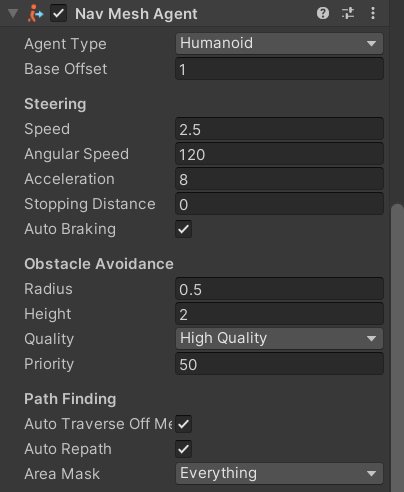 Nav Mesh Agent
Agent Type Humanoid
Base Offset 1
Steering
Speed 2.5
Angular Speed 120
Acceleration 8
Stopping Distance 0
Auto Braking
Obstacle Avoidance
Radius 0.5
Height 2
Quality High Quality
Priority 50
Path Finding
Auto Traverse Off Me
Auto Repath
Area Mask Everything